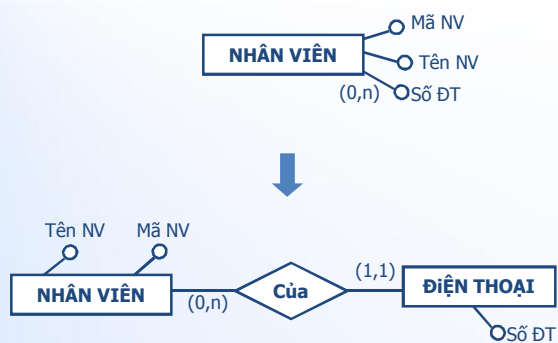 Mã NV
NHÂN VIÊN
Tên NV
(0,n)
Số ĐT
Tên NV
Mã NV
NHÂN VIÊN
(0,n)
Của
(1,1)
ĐiỆN THOẠI
Số ĐT